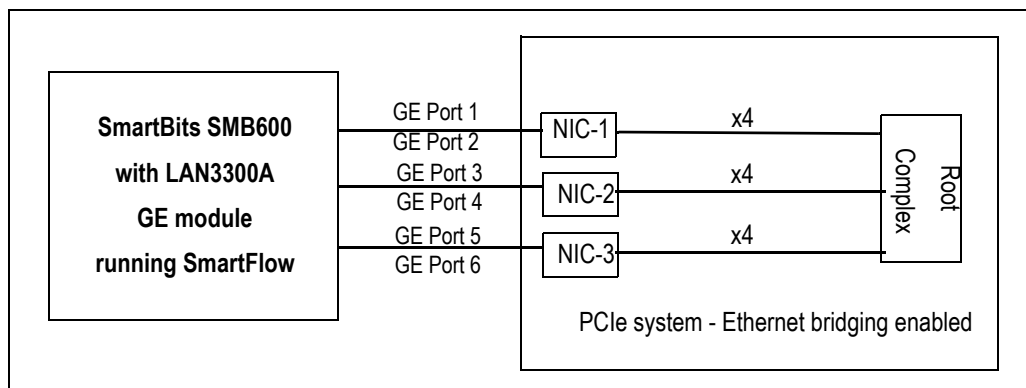 SmartBits SMB600
with LAN3300A
GE module
running SmartFlow
GE Port 1
GE Port 2
GE Port 3
GE Port 4
GE Port 5
GE Port 6
NIC-1
NIC-2
NIC-3
x4
x4
x4
Root
Complex
PCIe system - Ethernet bridging enabled